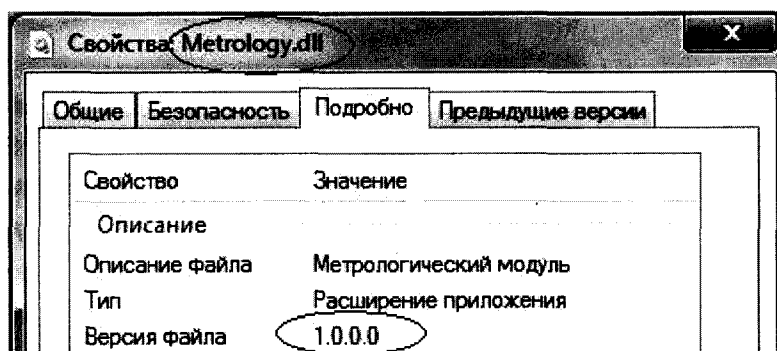 Свойства: Metrology.dll
Общие Безопасность Подробно Предыдущие версии
Свойство Значение
Описание
Описание файла Метрологический модуль
Тип Расширение приложения
Версия файла 1.0.0.0